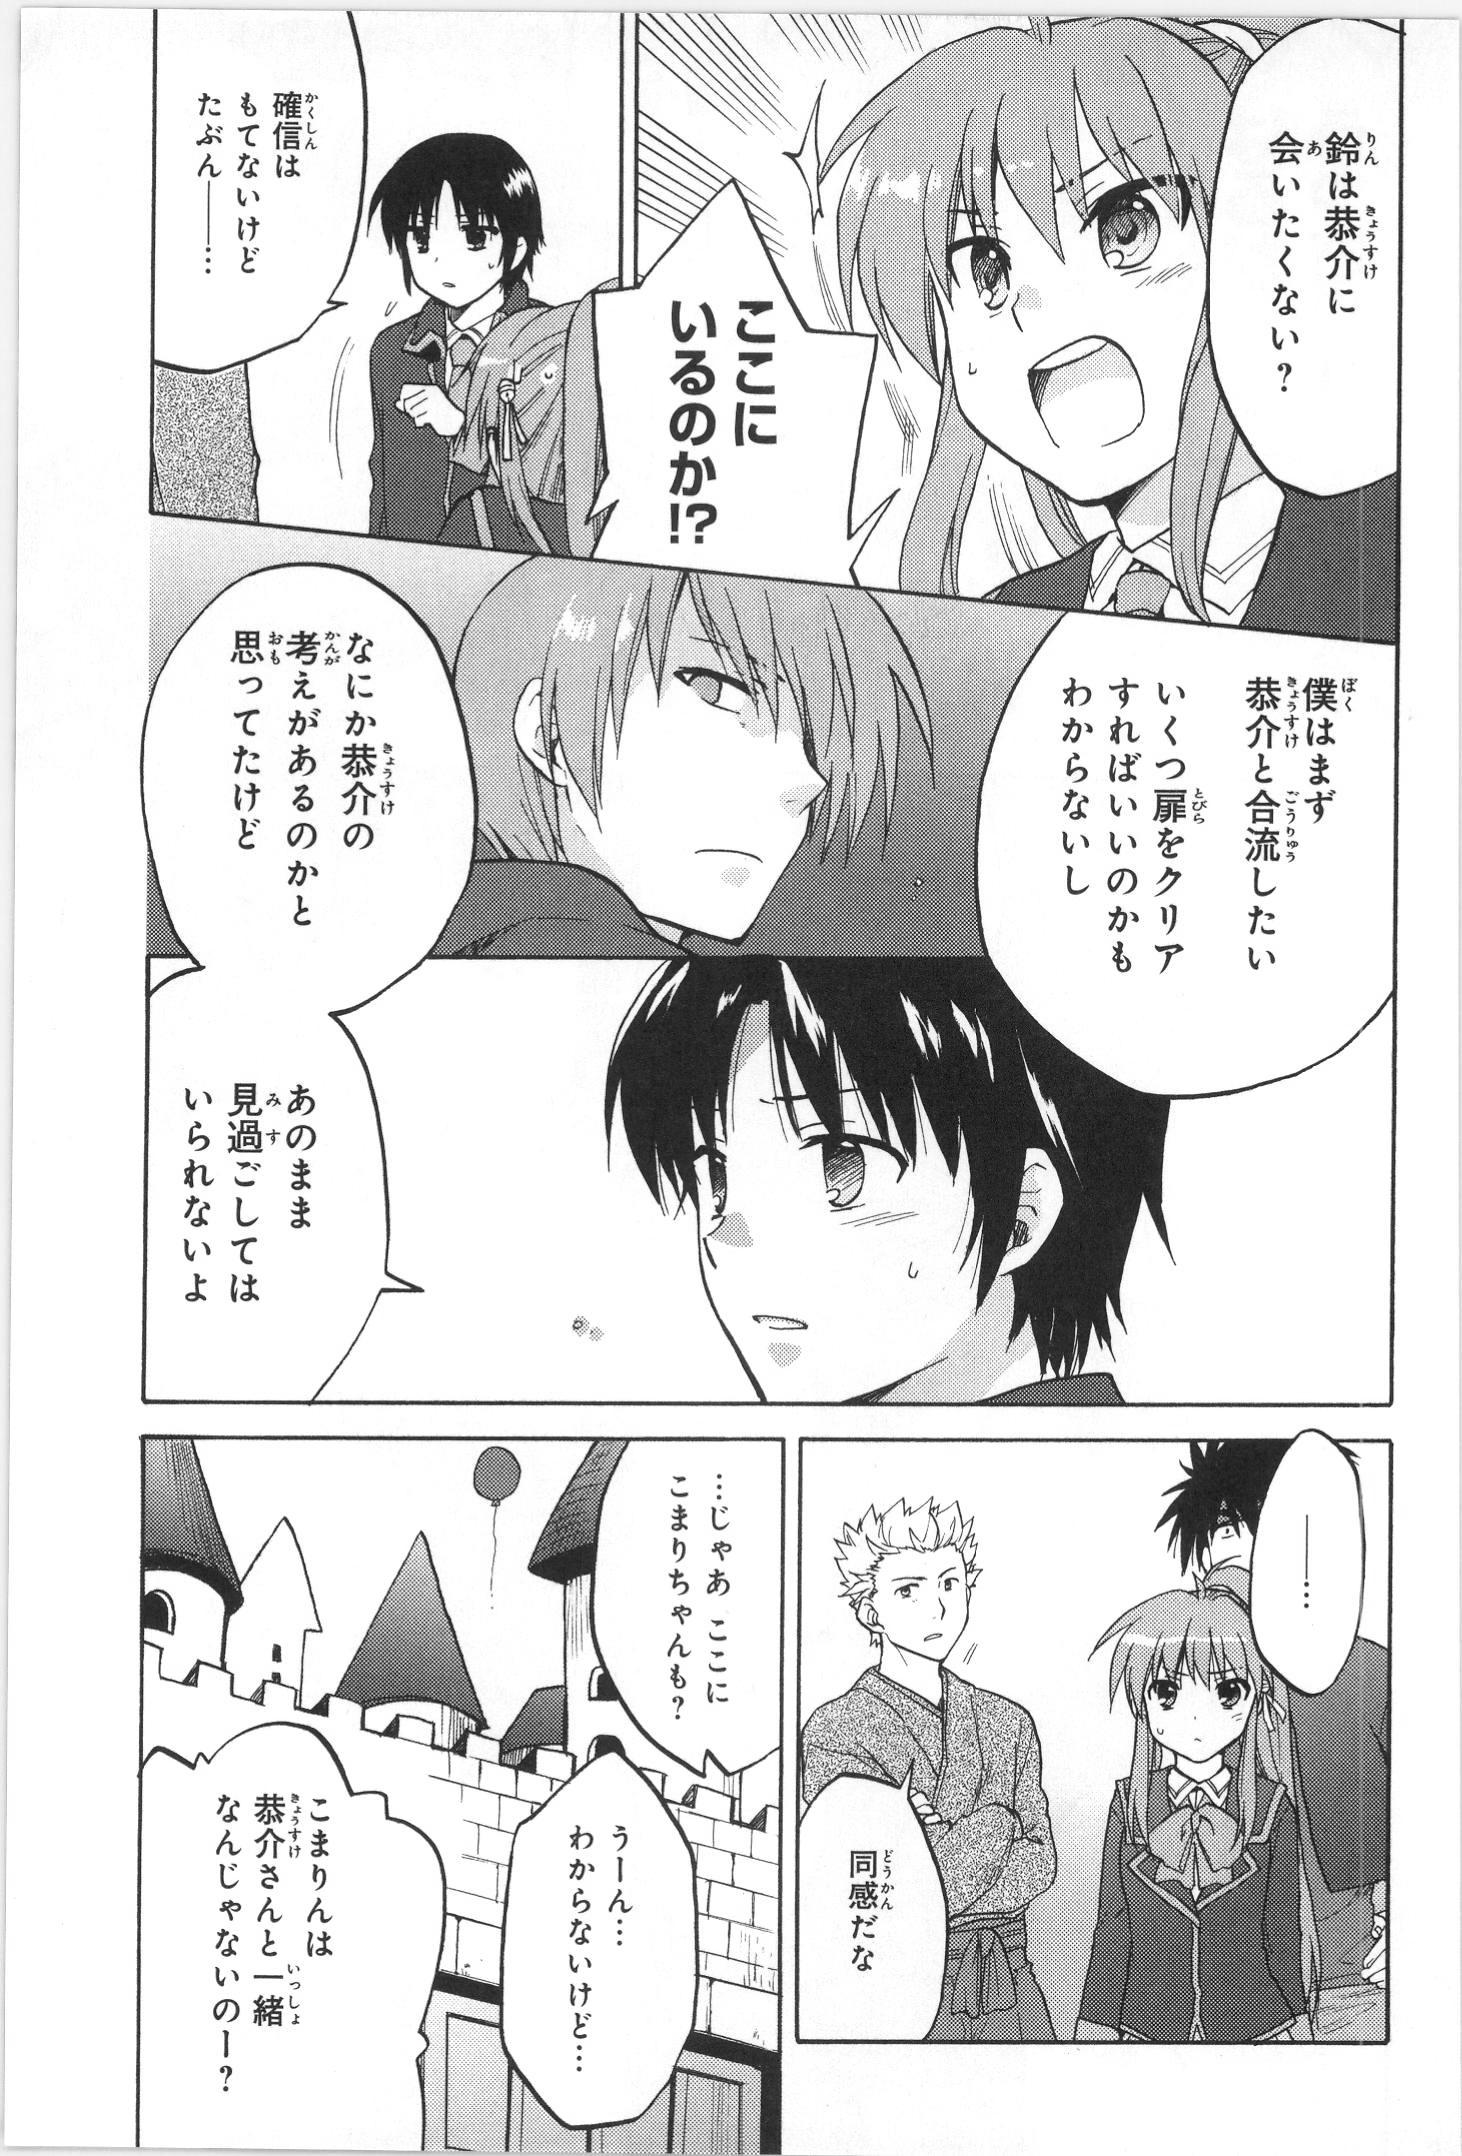 鈴は恭介に
会いたくない?
ここに
いるのか!?
確信は
もてないけど
たぶん――…
僕はまず
恭介と合流したい
いくつ扉をクリア
すればいいのかも
わからないし
なにか恭介の
考えがあるのかと
思ってたけど
あのまま
見過ごしては
いられないよ
――…
同感だな
…じゃあ ここに
こまりちゃんも?
うーん…
わからないけど…
こまりんは
恭介さんと一緒
なんじゃないのー?